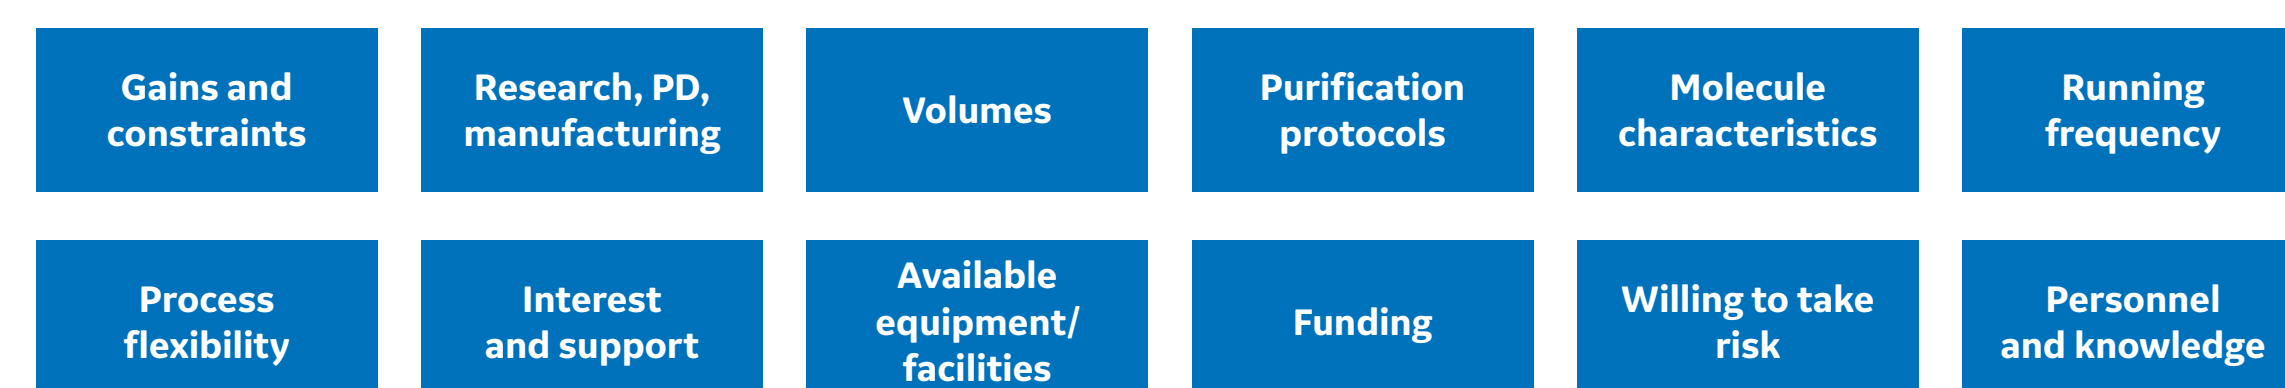 Gains and
constraints
Research, PD,
manufacturing
Volumes
Purification
protocols
Molecule
characteristics
Running
frequency
Process
flexibility
Interest
and support
Available
equipment/
facilities
Funding
Willing to take
risk
Personnel
and knowledge